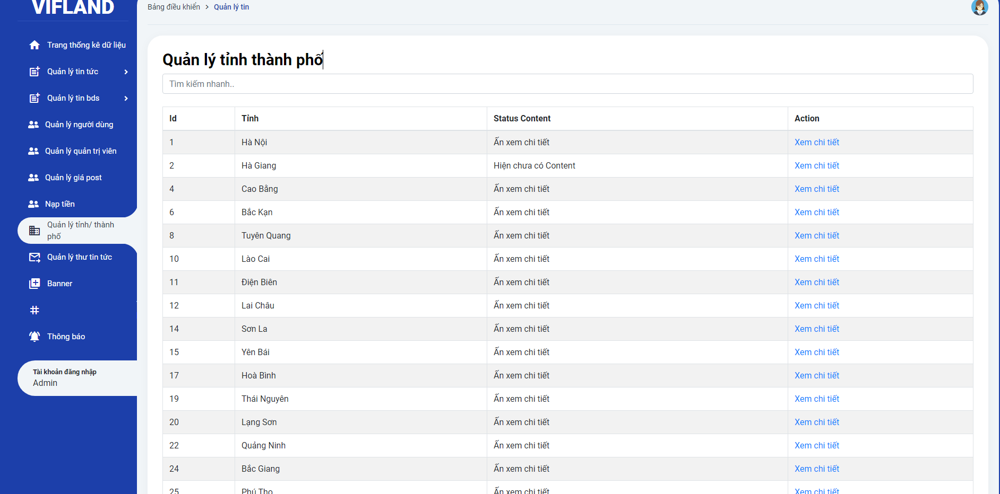 VIFLAND
Bảng điều khiển > Quản lý tin
Trang thống kê dữ liệu
Quản lý tin tức
Quản lý tin bds
Quản lý người dùng
Quản lý quản trị viên
Quản lý giá post
Nạp tiền
Quản lý tỉnh/ thành
phố
Quản lý thư tin tức
Banner
Thông báo
Tài khoản đăng nhập
Admin
Quản lý tỉnh thành phố
Tìm kiếm nhanh..
Id Tỉnh Status Content Action
1 Hà Nội Ấn xem chi tiết Xem chi tiết
2 Hà Giang Hiện chưa có Content Xem chi tiết
4 Cao Bằng Ấn xem chi tiết Xem chi tiết
6 Bắc Kạn Ấn xem chi tiết Xem chi tiết
8 Tuyên Quang Ấn xem chi tiết Xem chi tiết
10 Lào Cai Ấn xem chi tiết Xem chi tiết
11 Điện Biên Ấn xem chi tiết Xem chi tiết
12 Lai Châu Ấn xem chi tiết Xem chi tiết
14 Sơn La Ấn xem chi tiết Xem chi tiết
15 Yên Bái Ấn xem chi tiết Xem chi tiết
17 Hoà Bình Ấn xem chi tiết Xem chi tiết
19 Thái Nguyên Ấn xem chi tiết Xem chi tiết
20 Lạng Sơn Ấn xem chi tiết Xem chi tiết
22 Quảng Ninh Ấn xem chi tiết Xem chi tiết
24 Bắc Giang Ấn xem chi tiết Xem chi tiết
25 Phú Thọ Ấn xem chi tiết Xem chi tiết